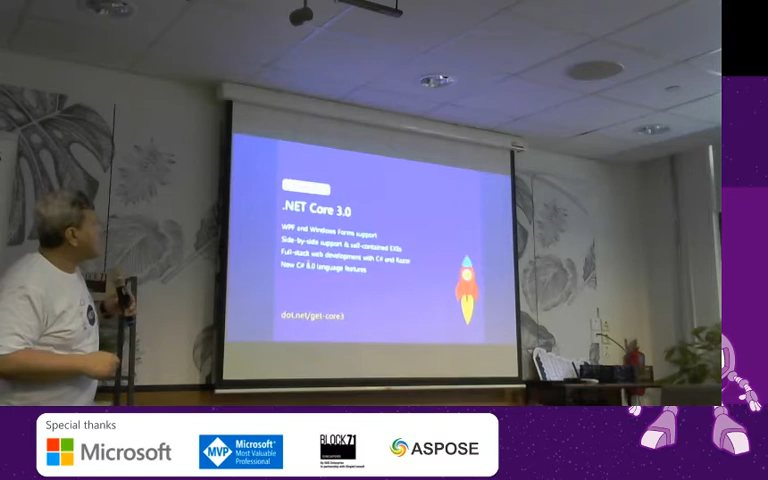 .NET Core 3.0
WPF and Windows Forms support
Side-by-side support & self-contained EXEs
Full-stack web development with C# and Razor
New C# 8.0 language features
dot.net/get-core3
Special thanks
Microsoft
MVP
Microsoft®
Most Valuable
Professional
BLOCK71
ASPOSE